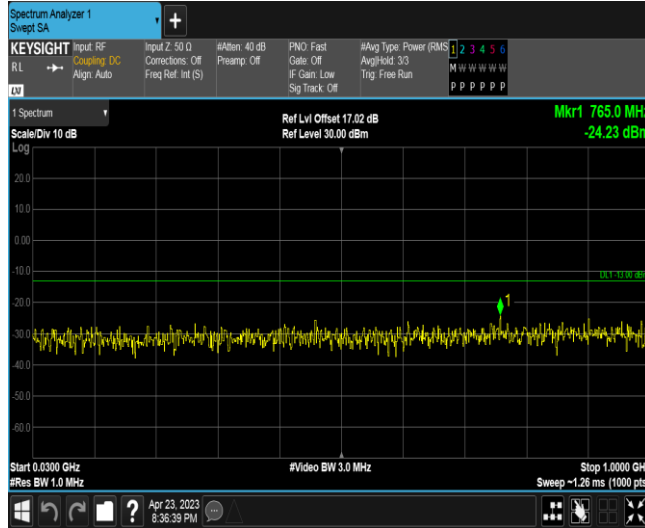 Spectrum Analyzer 1
Swept SA
+
KEYSIGHT
RL
LXI
Input: RF
Coupling: DC
Align: Auto
Input Z: 50 Ω
Corrections: Off
Freq Ref: Int (S)
#Atten: 40 dB
Preamp: Off
PNO: Fast
Gate: Off
IF Gain: Low
Sig Track: Off
#Avg Type: Power (RMS
Avg|Hold: 3/3
Trig: Free Run
1 2 3 4 5 6
M W W W W W
P P P P P P
1 Spectrum
Scale/Div 10 dB
Ref Lvl Offset 17.02 dB
Ref Level 30.00 dBm
Mkr1 765.0 MHz
-24.23 dBm
Log
20.0
10.0
0.00
-10.0
DL1 -13.00 dBm
-20.0
1
-30.0
-40.0
-50.0
-60.0
Start 0.0300 GHz
#Video BW 3.0 MHz
Stop 1.0000 GHz
#Res BW 1.0 MHz
Sweep ~1.26 ms (1000 pts
?
Apr 23, 2023
8:36:39 PM